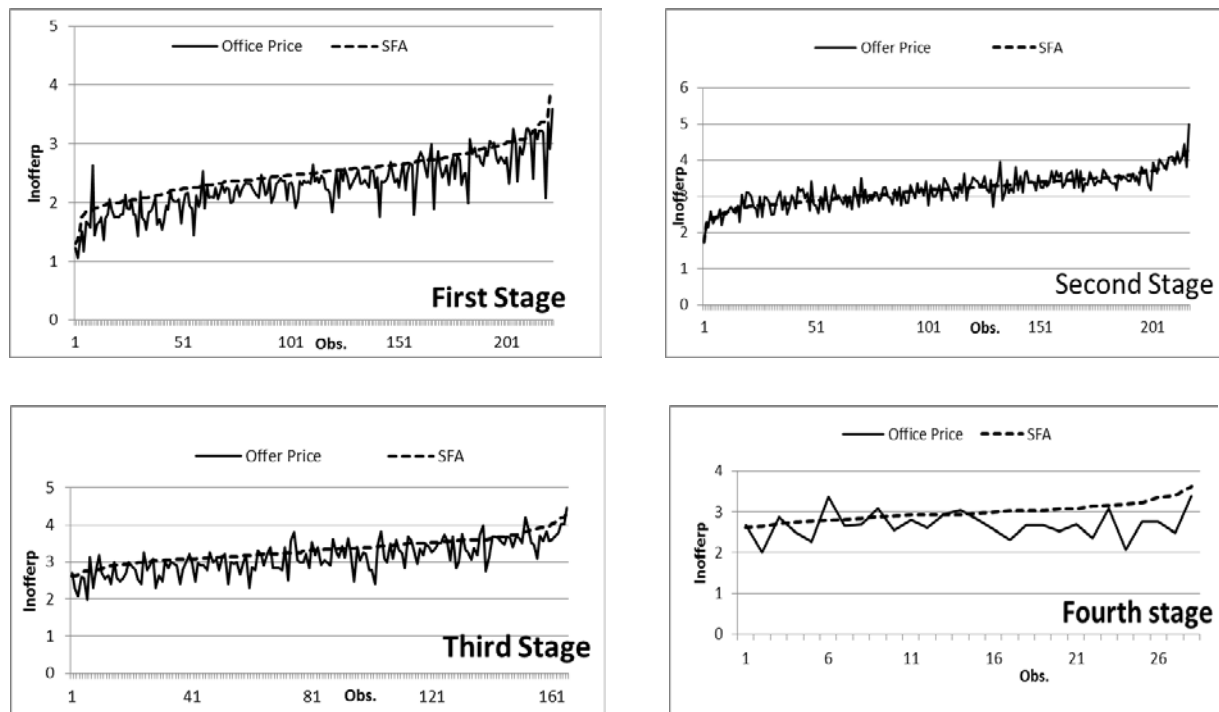 Office Price SFA
5
4
3
2
1
0
lnofferp
First Stage
1 51 101 151 201
Obs.
Offer Price SFA
6
5
4
3
2
1
0
lnofferp
Second Stage
1 51 101 151 201
Obs.
Offer Price SFA
5
4
3
2
1
0
lnofferp
Third Stage
1 41 81 121 161
Obs.
Office Price SFA
4
3
2
1
0
lnofferp
Fourth stage
1 6 11 16 21 26
Obs.